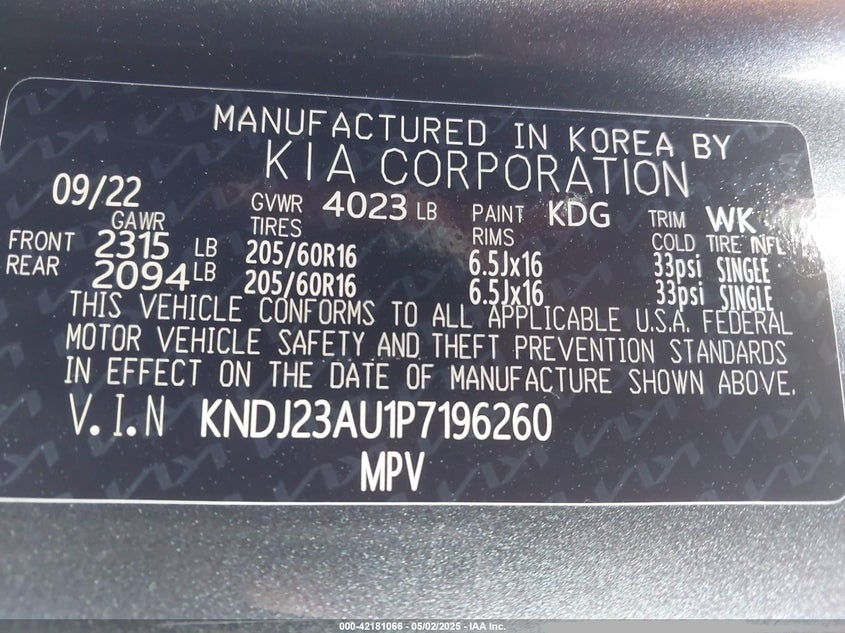 MANUFACTURED IN KOREA BY
KIA CORPORATION
09/22 GVWR 4023 LB PAINT KDG TRIM WK
GAWR TIRES RIMS COLD TIRE INFL
FRONT 2315 LB 205/60R16 6.5Jx16 33psi SINGLE
REAR 2094 LB 205/60R16 6.5Jx16 33psi SINGLE
THIS VEHICLE CONFORMS TO ALL APPLICABLE U.S.A. FEDERAL
MOTOR VEHICLE SAFETY AND THEFT PREVENTION STANDARDS
IN EFFECT ON THE DATE OF MANUFACTURE SHOWN ABOVE.
V.I.N KNDJ23AU1P7196260
MPV
000-42181066 - 05/02/2025 - IAA Inc.